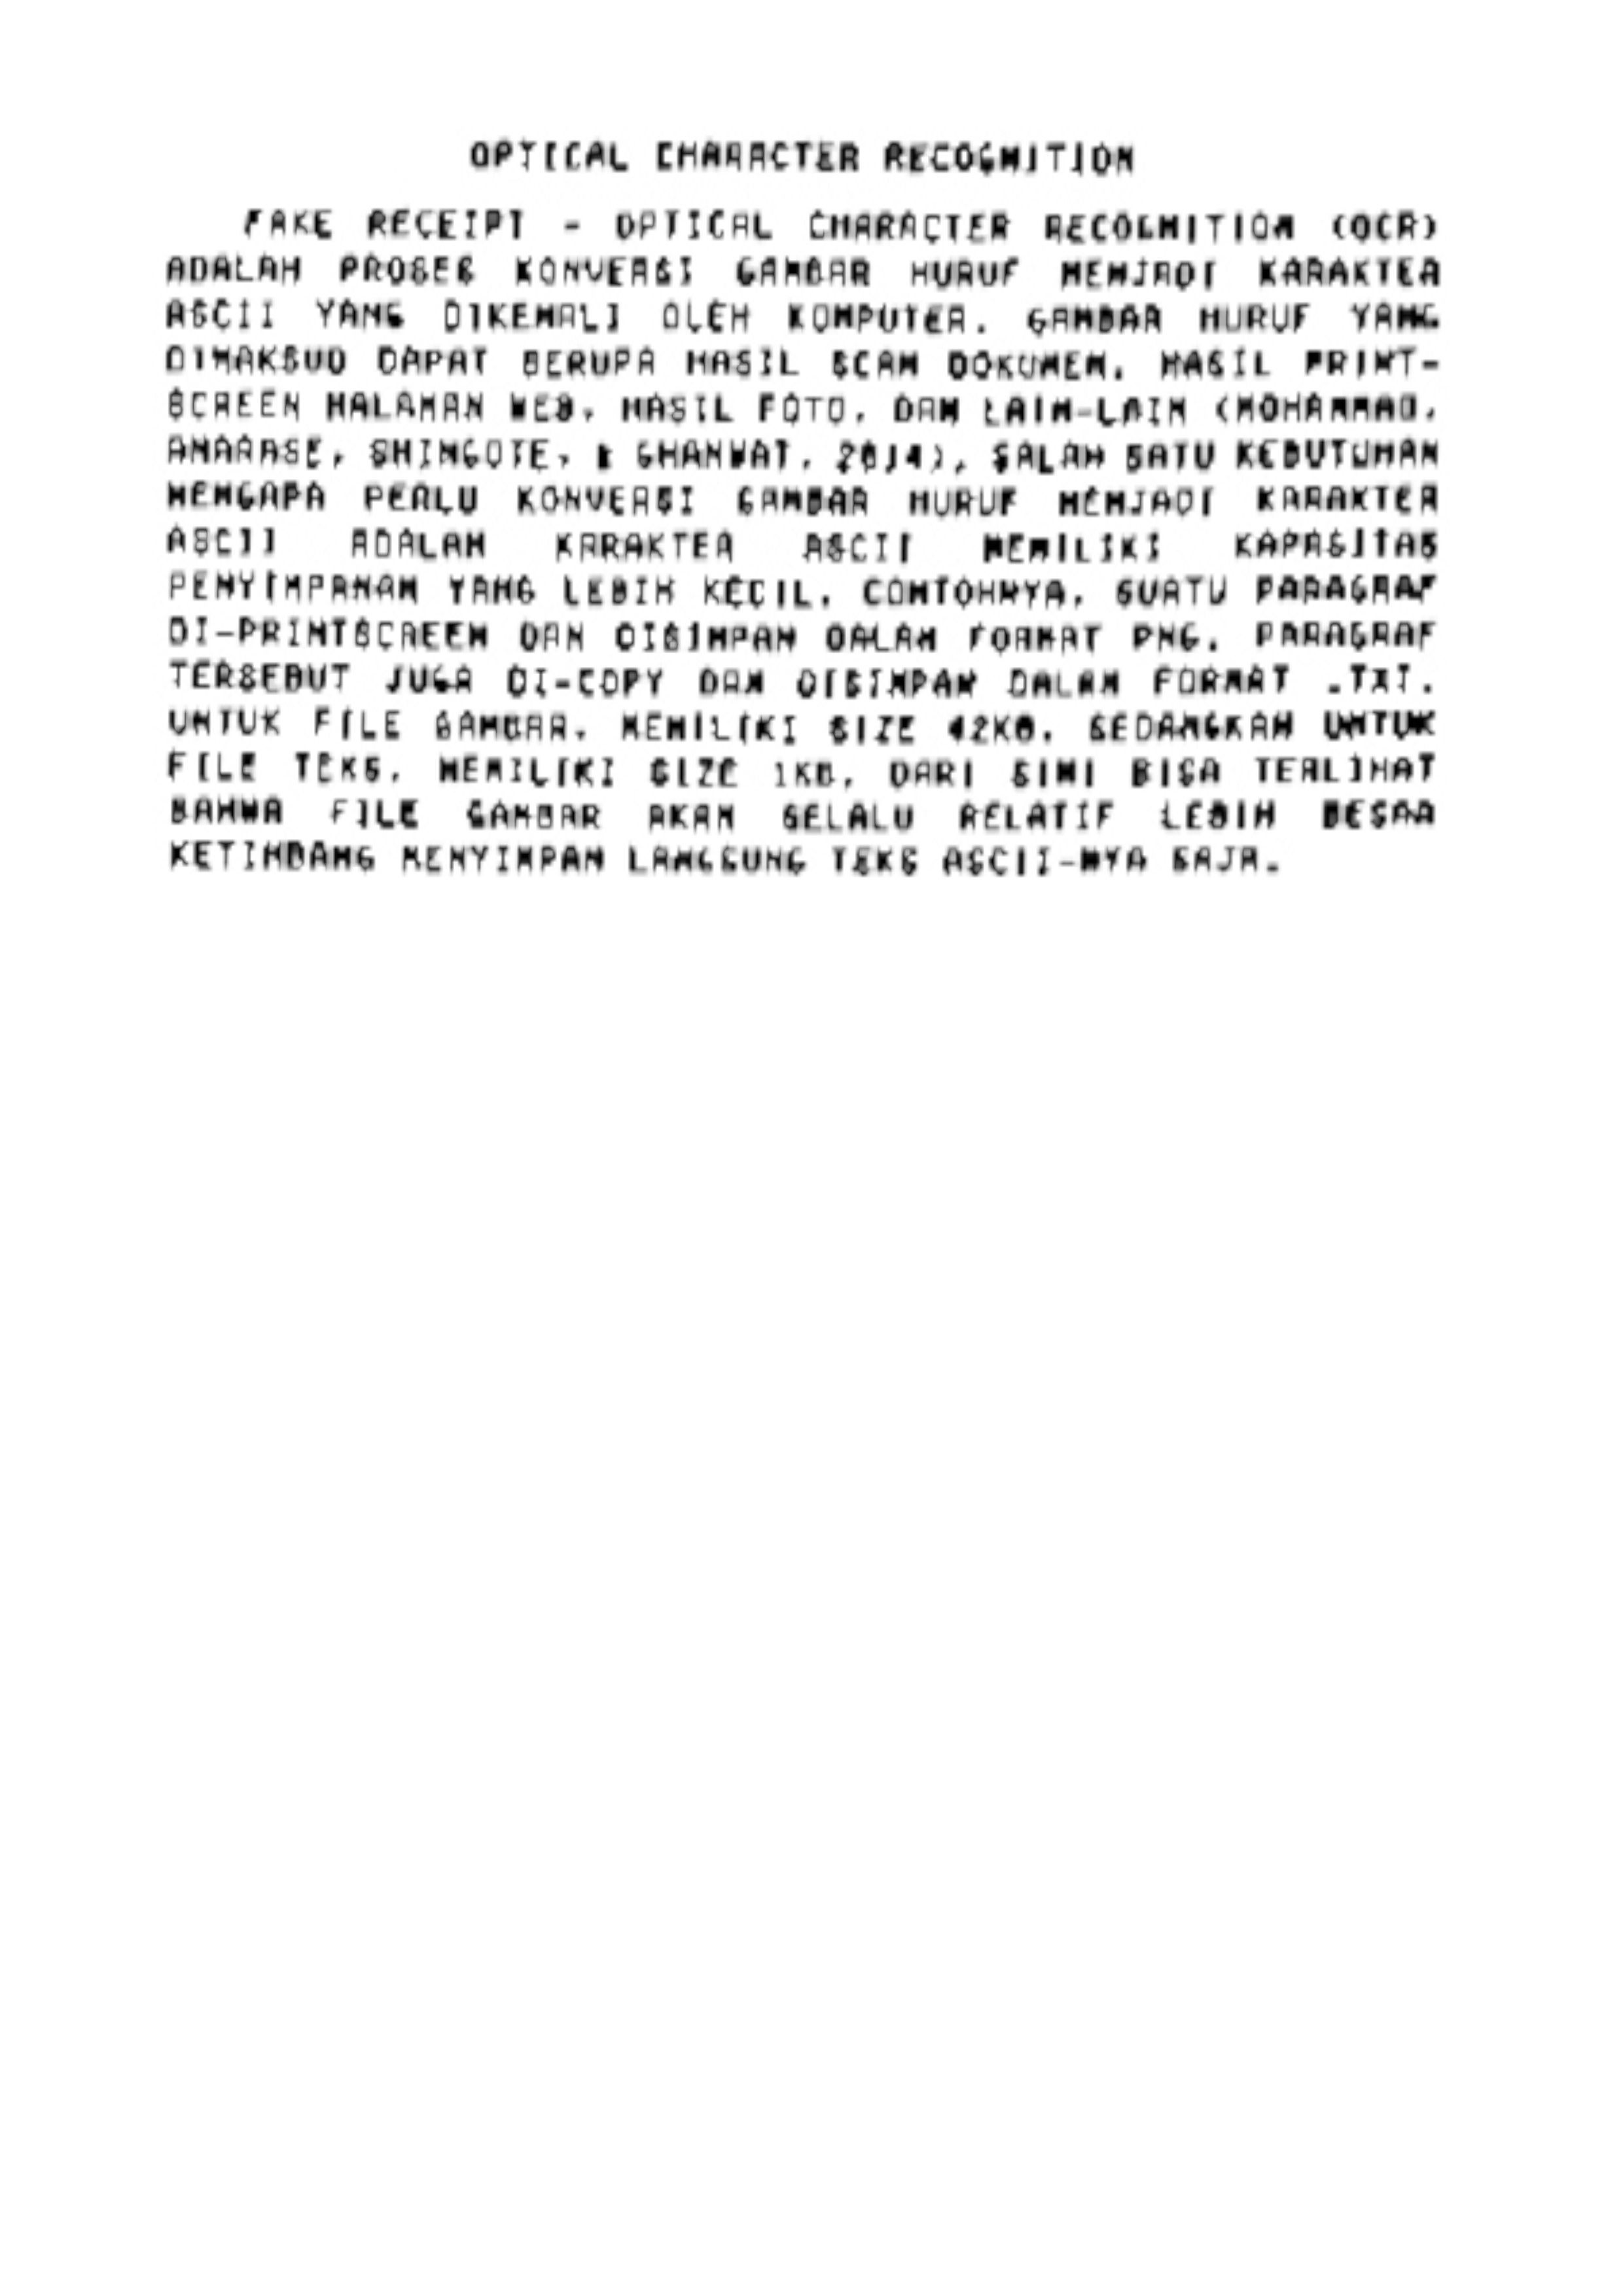 OPTICAL CHARACTER RECOGNITION
FAKE RECEIPT - OPTICAL CHARACTER RECOGNITION (OCR)
ADALAH PROSES KONVERSI GAMBAR HURUF MENJADI KARAKTER
ASCII YANG DIKENALI OLEH KOMPUTER. GAMBAR HURUF YANG
DIMAKSUD DAPAT BERUPA HASIL SCAN DOKUMEN, HASIL PRINT-
SCREEN HALAMAN WEB, HASIL FOTO, DAN LAIN-LAIN (MOHAMMAD,
ANARASE, SHINGOTE, & GHANWAT, 2014). SALAH SATU KEBUTUHAN
MENGAPA PERLU KONVERSI GAMBAR HURUF MENJADI KARAKTER
ASCII ADALAH KARAKTER ASCII MEMILIKI KAPASITAS
PENYIMPANAN YANG LEBIH KECIL. CONTOHNYA, SUATU PARAGRAF
DI-PRINTSCREEN DAN DISIMPAN DALAM FORMAT PNG. PARAGRAF
TERSEBUT JUGA DI-COPY DAN DISIMPAN DALAM FORMAT .TXT.
UNTUK FILE GAMBAR, MEMILIKI SIZE 42KB, SEDANGKAN UNTUK
FILE TEKS, MEMILIKI SIZE 1KB. DARI SINI BISA TERLIHAT
BAHWA FILE GAMBAR AKAN SELALU RELATIF LEBIH BESAR
KETIMBANG MENYIMPAN LANGSUNG TEKS ASCII-NYA SAJA.